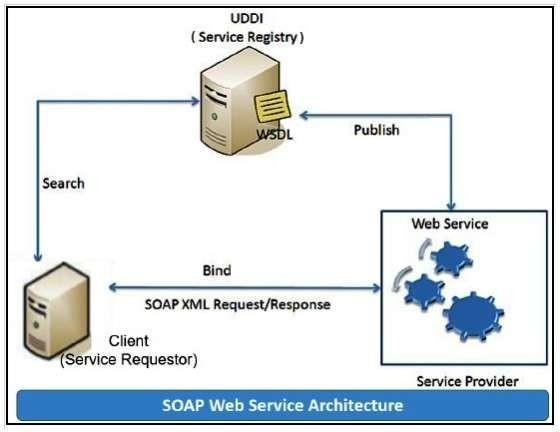 UDDI
( Service Registry)
WSDL
Publish
Search
Web Service
Bind
SOAP XML Request/Response
Client
(Service Requestor)
Service Provider
SOAP Web Service Architecture